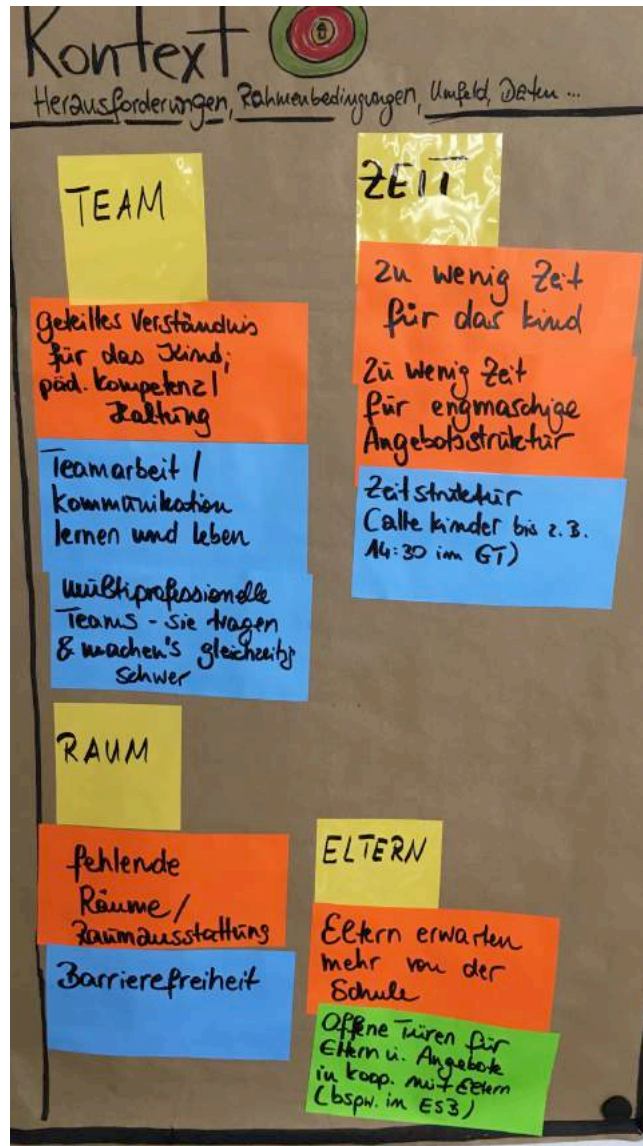 Kontext
Herausforderungen, Rahmenbedingungen, Umfeld, Daten ...
TEAM
geteiltes Verständnis
für das Kind;
päd. Kompetenz/
Haltung
Teamarbeit /
Kommunikation
lernen und leben
multiprofessionelle
Teams - sie tragen
& machen's gleichzeitig
schwer
ZEIT
zu wenig Zeit
für das Kind
Zu wenig Zeit
für engmaschige
Angebotsstruktur
Zeitstruktur
(alle Kinder bis z.B.
14:30 im GT)
RAUM
fehlende
Räume /
Raumausstattung
Barrierefreiheit
ELTERN
Eltern erwarten
mehr von der
Schule
Offene Türen für
Eltern u. Angebote
in koop. mit Eltern
(bspw. im ESB)